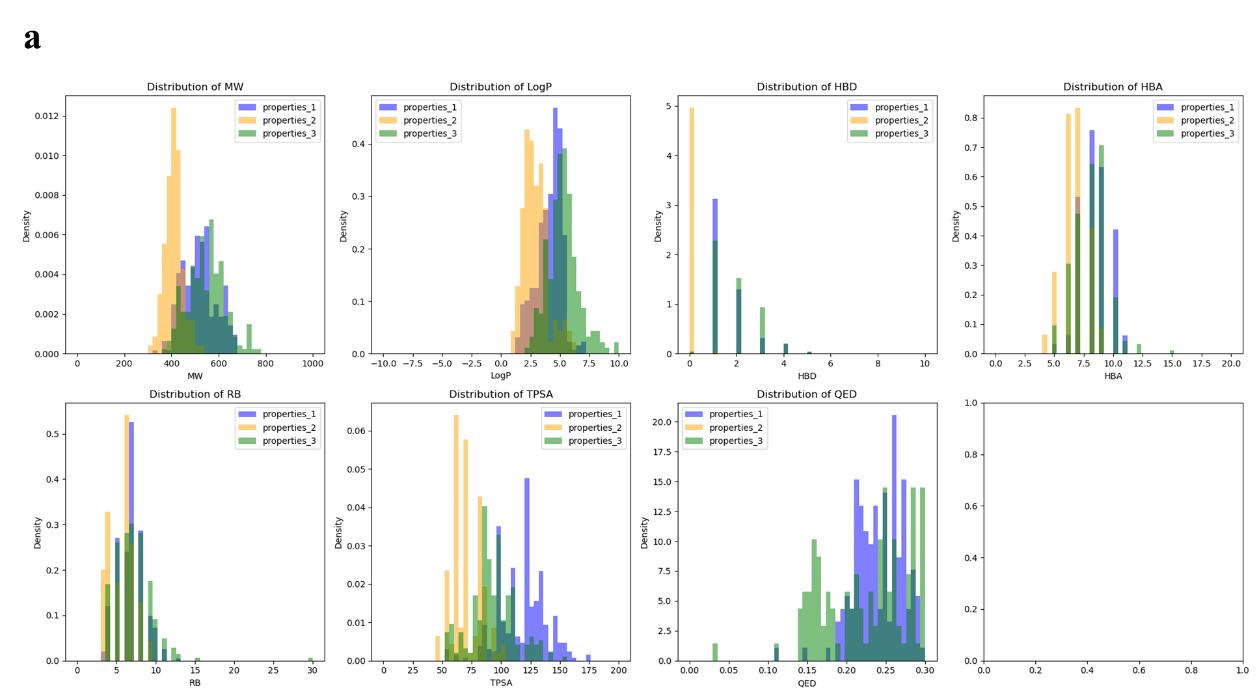 a
Distribution of MW
properties_1
properties_2
properties_3
Density
0.012
0.010
0.008
0.006
0.004
0.002
0.000
0 200 400 600 800 1000
MW
Distribution of LogP
properties_1
properties_2
properties_3
Density
0.4
0.3
0.2
0.1
0.0
−10.0 −7.5 −5.0 −2.5 0.0 2.5 5.0 7.5 10.0
LogP
Distribution of HBD
properties_1
properties_2
properties_3
Density
5
4
3
2
1
0
0 2 4 6 8 10
HBD
Distribution of HBA
properties_1
properties_2
properties_3
Density
0.8
0.7
0.6
0.5
0.4
0.3
0.2
0.1
0.0
0.0 2.5 5.0 7.5 10.0 12.5 15.0 17.5 20.0
HBA
Distribution of RB
properties_1
properties_2
properties_3
Density
0.5
0.4
0.3
0.2
0.1
0.0
0 5 10 15 20 25 30
RB
Distribution of TPSA
properties_1
properties_2
properties_3
Density
0.06
0.05
0.04
0.03
0.02
0.01
0.00
0 25 50 75 100 125 150 175 200
TPSA
Distribution of QED
properties_1
properties_2
properties_3
Density
20.0
17.5
15.0
12.5
10.0
7.5
5.0
2.5
0.0
0.00 0.05 0.10 0.15 0.20 0.25 0.30
QED
1.0
0.8
0.6
0.4
0.2
0.0
0.0 0.2 0.4 0.6 0.8 1.0